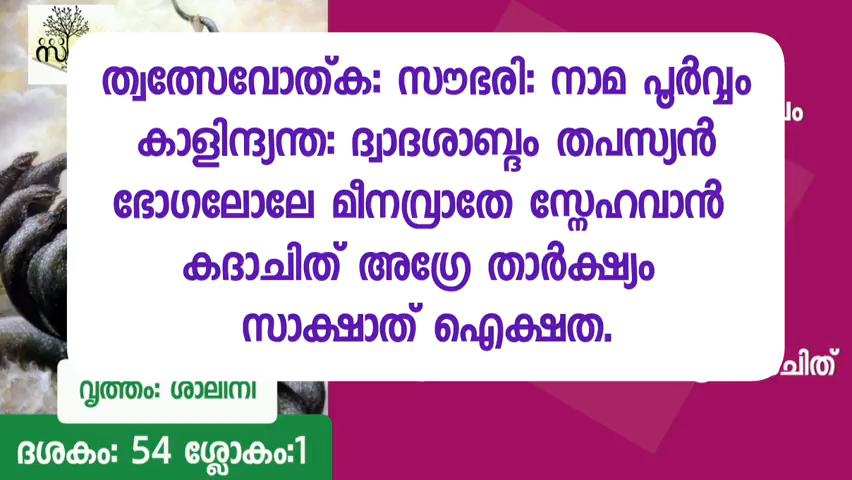 ത്വത്സേവോത്കഃ സൗഭരിഃ നാമ പൂർവ്വം
കാളിന്ദ്യന്തഃ ദ്വാദശാബ്ദം തപസ്യൻ
ഭോഗലോലേ മീനവ്രാതേ സ്നേഹവാൻ
കദാചിത് അഗ്രേ താർക്ഷ്യം
സാക്ഷാത് ഐക്ഷത.
വൃത്തം: ശാലിനി
ദശകം: 54 ശ്ലോകം:1